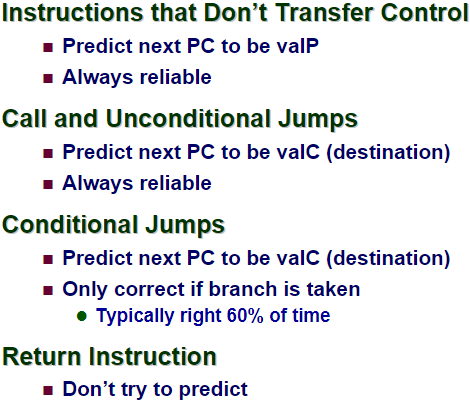 Instructions that Don't Transfer Control
■ Predict next PC to be valP
■ Always reliable
Call and Unconditional Jumps
■ Predict next PC to be valC (destination)
■ Always reliable
Conditional Jumps
■ Predict next PC to be valC (destination)
■ Only correct if branch is taken
● Typically right 60% of time
Return Instruction
■ Don't try to predict